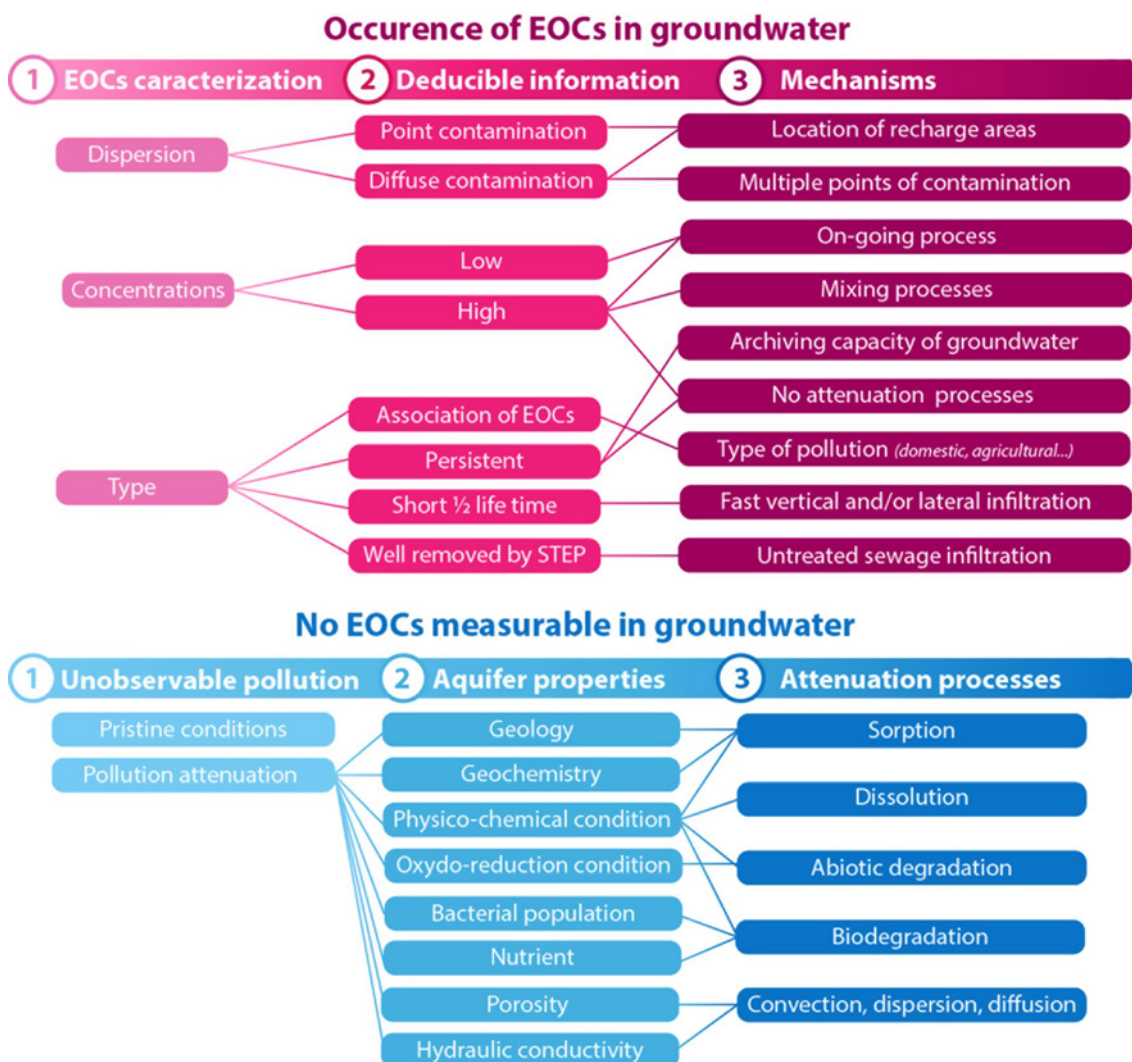 Occurence of EOCs in groundwater
1 EOCs caracterization 2 Deducible information 3 Mechanisms
Dispersion
Point contamination
Diffuse contamination
Location of recharge areas
Multiple points of contamination
Concentrations
Low
High
On-going process
Mixing processes
Archiving capacity of groundwater
No attenuation processes
Type
Association of EOCs
Persistent
Short ½ life time
Well removed by STEP
Type of pollution (domestic, agricultural...)
Fast vertical and/or lateral infiltration
Untreated sewage infiltration
No EOCs measurable in groundwater
1 Unobservable pollution 2 Aquifer properties 3 Attenuation processes
Pristine conditions
Pollution attenuation
Geology
Geochemistry
Physico-chemical condition
Oxydo-reduction condition
Bacterial population
Nutrient
Porosity
Hydraulic conductivity
Sorption
Dissolution
Abiotic degradation
Biodegradation
Convection, dispersion, diffusion